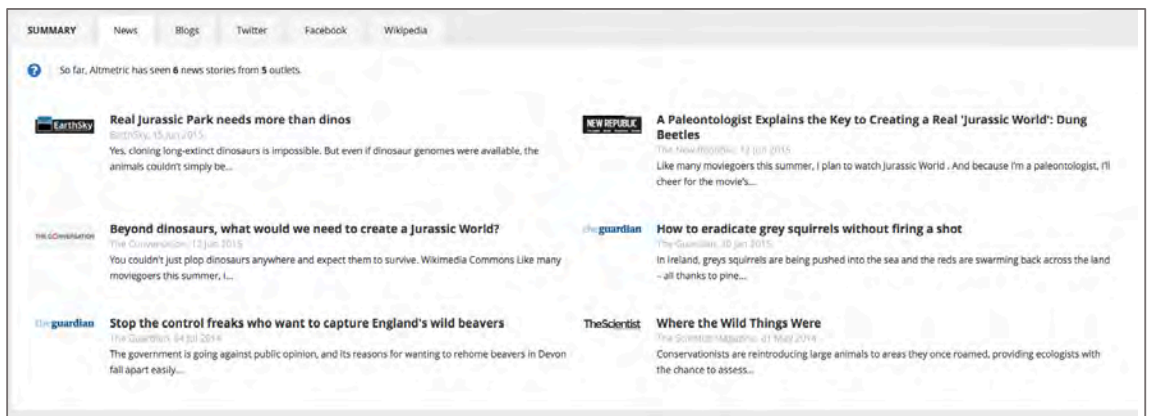 SUMMARY News Blogs Twitter Facebook Wikipedia
? So far, Altmetric has seen 6 news stories from 5 outlets.
EarthSky
Real Jurassic Park needs more than dinos
EarthSky, 15 Jun 2015
Yes, cloning long-extinct dinosaurs is impossible. But even if dinosaur genomes were available, the
animals couldn't simply be...
NEW REPUBLIC
A Paleontologist Explains the Key to Creating a Real 'Jurassic World': Dung
Beetles
The New Republic, 12 Jun 2015
Like many moviegoers this summer, I plan to watch Jurassic World . And because I'm a paleontologist, I'll
cheer for the movie's...
THE CONVERSATION
Beyond dinosaurs, what would we need to create a Jurassic World?
The Conversation, 12 Jun 2015
You couldn't just plop dinosaurs anywhere and expect them to survive. Wikimedia Commons Like many
moviegoers this summer, I...
theguardian
How to eradicate grey squirrels without firing a shot
The Guardian, 30 Jan 2015
In Ireland, greys squirrels are being pushed into the sea and the reds are swarming back across the land
– all thanks to pine...
theguardian
Stop the control freaks who want to capture England's wild beavers
The Guardian, 04 Jul 2014
The government is going against public opinion, and its reasons for wanting to rehome beavers in Devon
fall apart easily...
TheScientist
Where the Wild Things Were
The Scientist Magazine, 31 May 2014
Conservationists are reintroducing large animals to areas they once roamed, providing ecologists with
the chance to assess...